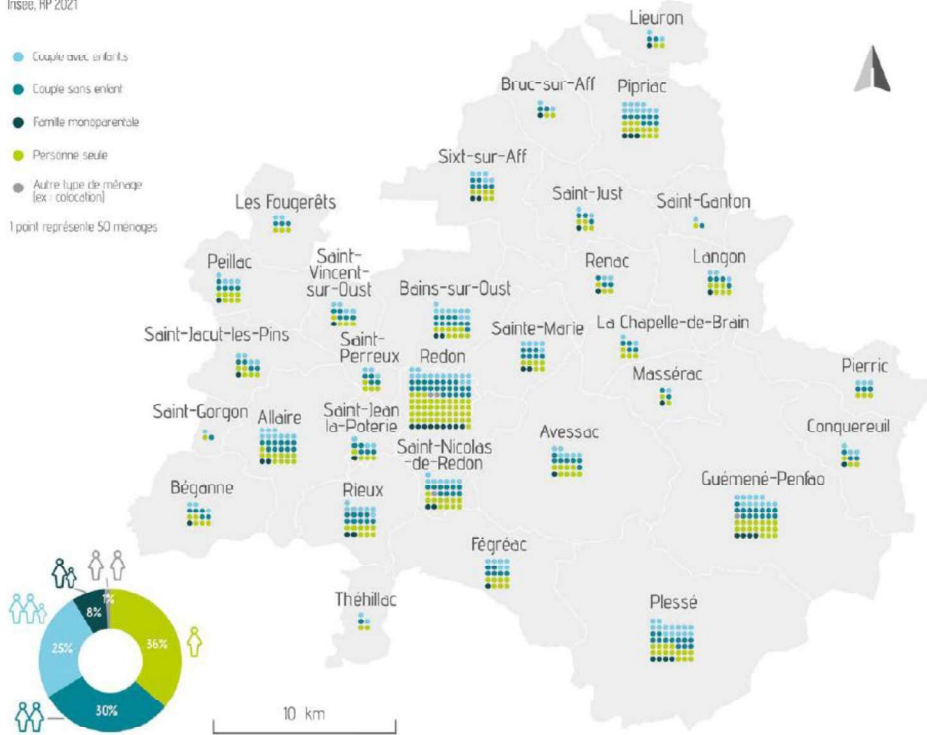 Insee, RP 2021
Couple avec enfants
Couple sans enfant
Famille monoparentale
Personne seule
Autre type de ménage
(ex : colocation)
1 point représente 50 ménages
Lieuron
Bruc-sur-Aff
Pipriac
Sixt-sur-Aff
Saint-Just
Saint-Ganton
Les Fougerêts
Peillac
Saint-
Vincent-
sur-Oust
Bains-sur-Oust
Renac
Langon
Saint-Jacut-les-Pins
Saint-
Perreux
Redon
Sainte-Marie
La Chapelle-de-Brain
Massérac
Pierric
Saint-Gorgon
Allaire
Saint-Jean
la-Poterie
Saint-Nicolas
-de-Redon
Avessac
Conquereuil
Guémené-Penfao
Béganne
Rieux
Fégréac
Théhillac
Plessé
1%
8%
25%
36%
30%
10 km